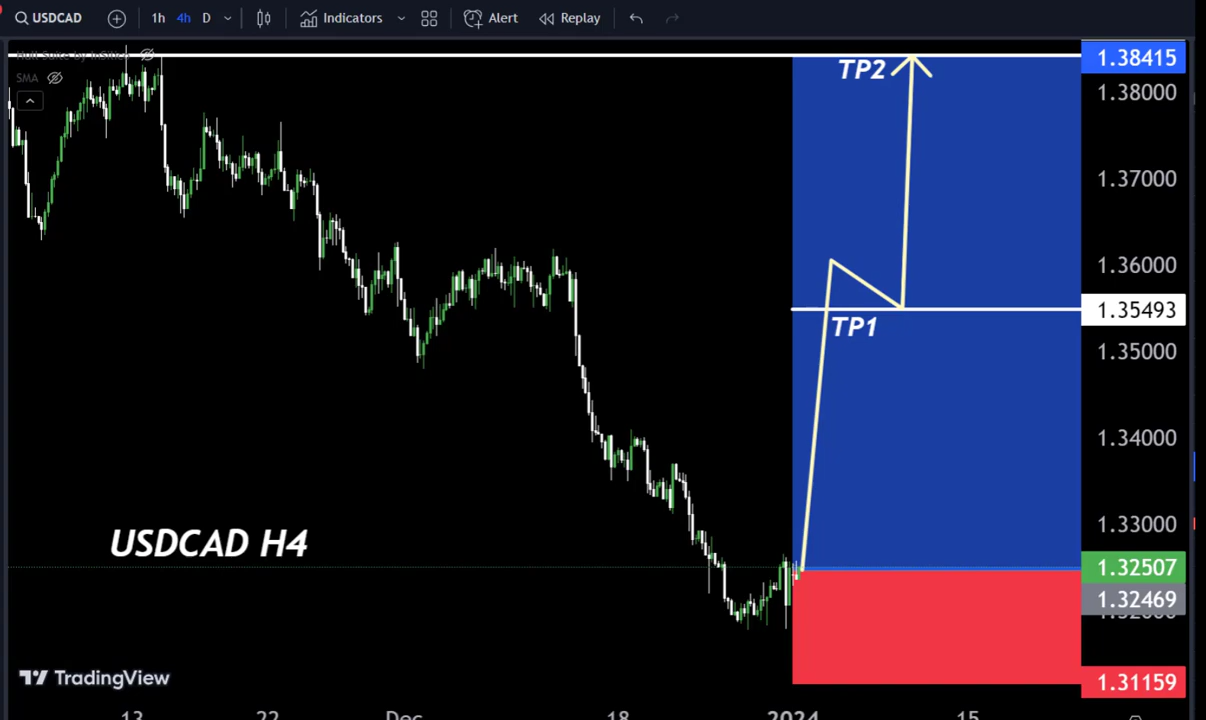 USDCAD 1h 4h D Indicators Alert Replay
1.38415
SMA
TP2
1.38000
1.37000
1.36000
1.35493
TP1
1.35000
1.34000
1.33000
USDCAD H4
1.32507
1.32469
TradingView
1.31159
13 22 Dec 18 2024 15